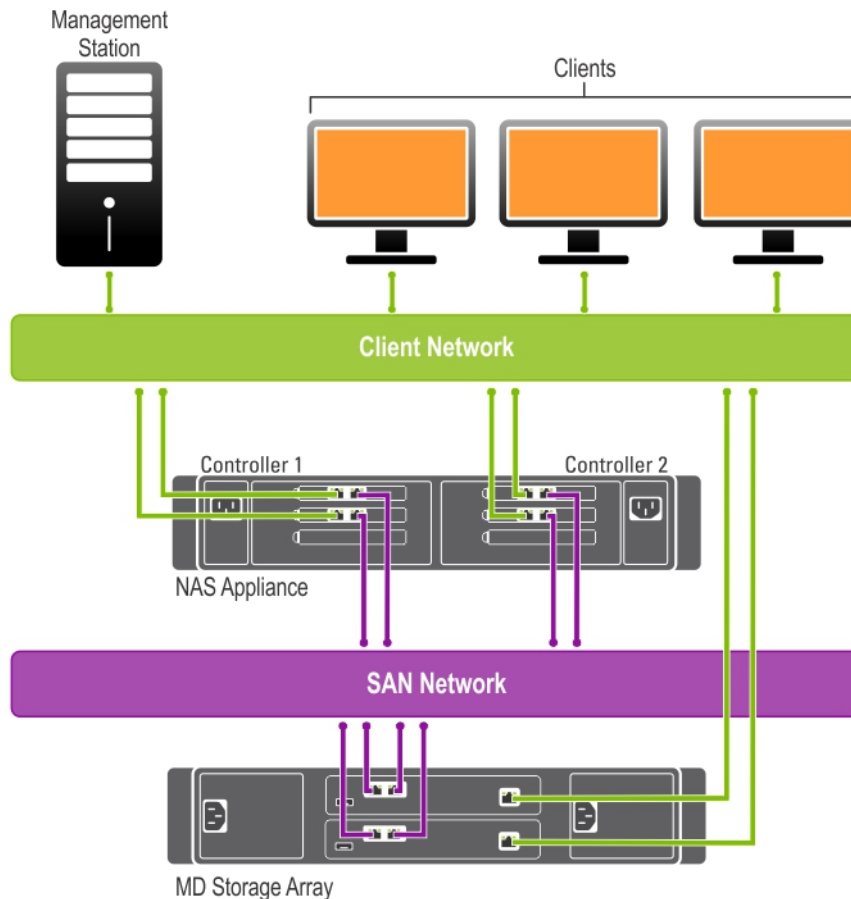 Management
Station
Clients
Client Network
Controller 1
Controller 2
NAS Appliance
SAN Network
MD Storage Array